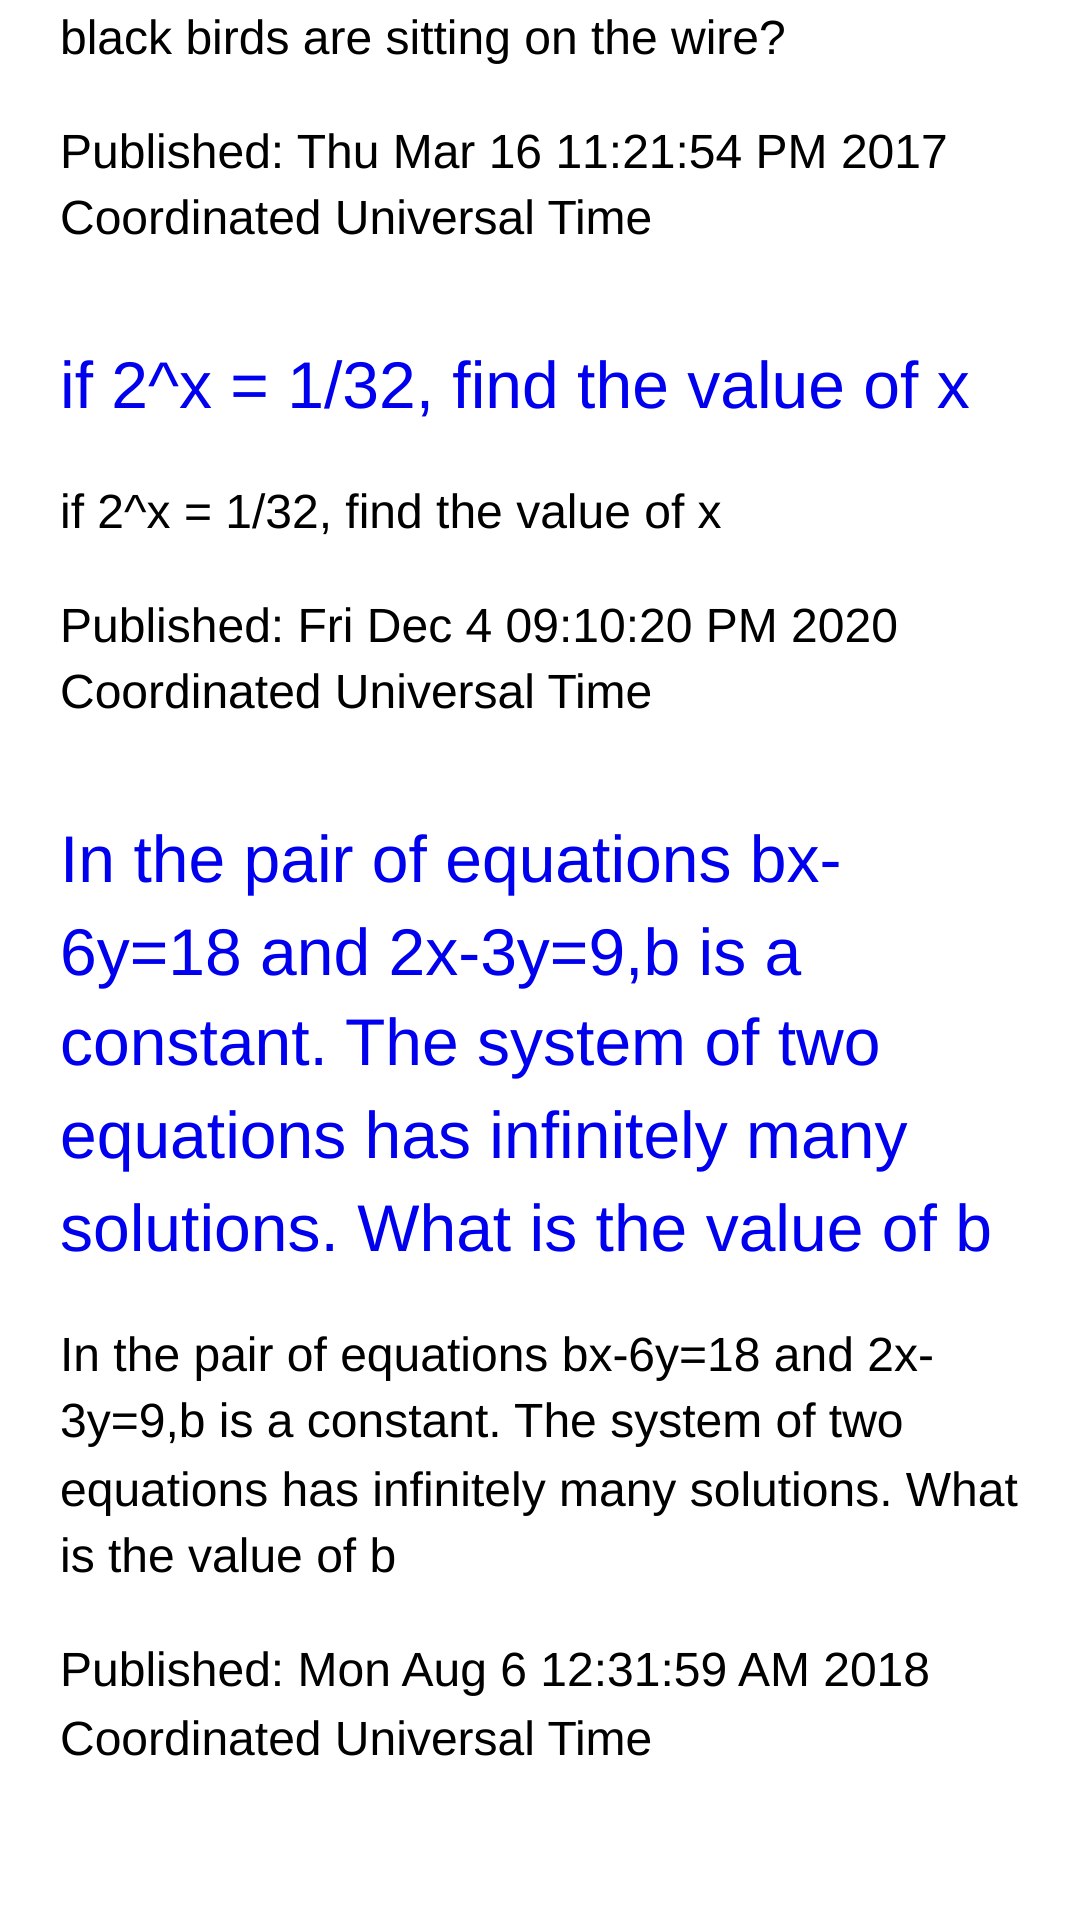 black birds are sitting on the wire?
Published: Thu Mar 16 11:21:54 PM 2017
Coordinated Universal Time
if 2^x = 1/32, find the value of x
if 2^x = 1/32, find the value of x
Published: Fri Dec 4 09:10:20 PM 2020
Coordinated Universal Time
In the pair of equations bx-
6y=18 and 2x-3y=9,b is a
constant. The system of two
equations has infinitely many
solutions. What is the value of b
In the pair of equations bx-6y=18 and 2x-
3y=9,b is a constant. The system of two
equations has infinitely many solutions. What
is the value of b
Published: Mon Aug 6 12:31:59 AM 2018
Coordinated Universal Time